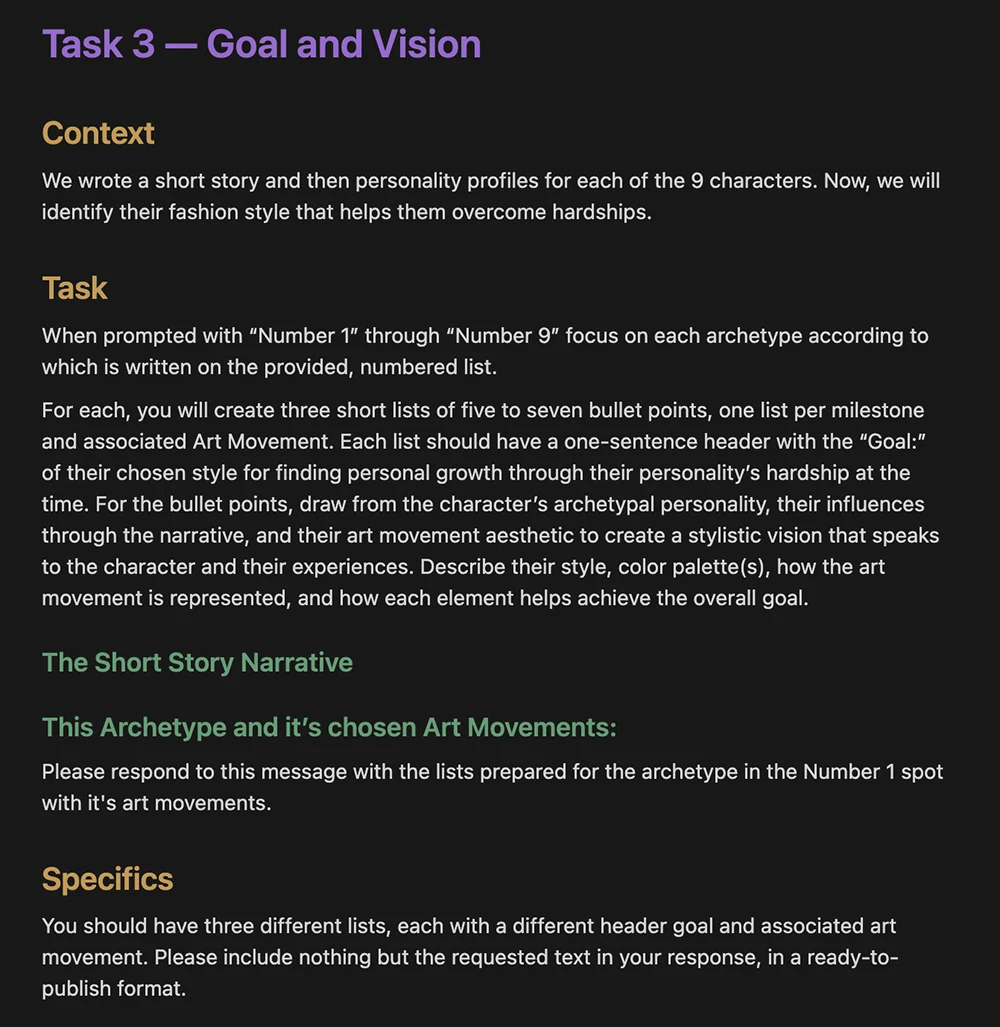 Task 3 — Goal and Vision
Context
We wrote a short story and then personality profiles for each of the 9 characters. Now, we will
identify their fashion style that helps them overcome hardships.
Task
When prompted with “Number 1” through “Number 9” focus on each archetype according to
which is written on the provided, numbered list.
For each, you will create three short lists of five to seven bullet points, one list per milestone
and associated Art Movement. Each list should have a one-sentence header with the “Goal:”
of their chosen style for finding personal growth through their personality’s hardship at the
time. For the bullet points, draw from the character’s archetypal personality, their influences
through the narrative, and their art movement aesthetic to create a stylistic vision that speaks
to the character and their experiences. Describe their style, color palette(s), how the art
movement is represented, and how each element helps achieve the overall goal.
The Short Story Narrative
This Archetype and it’s chosen Art Movements:
Please respond to this message with the lists prepared for the archetype in the Number 1 spot
with it's art movements.
Specifics
You should have three different lists, each with a different header goal and associated art
movement. Please include nothing but the requested text in your response, in a ready-to-
publish format.